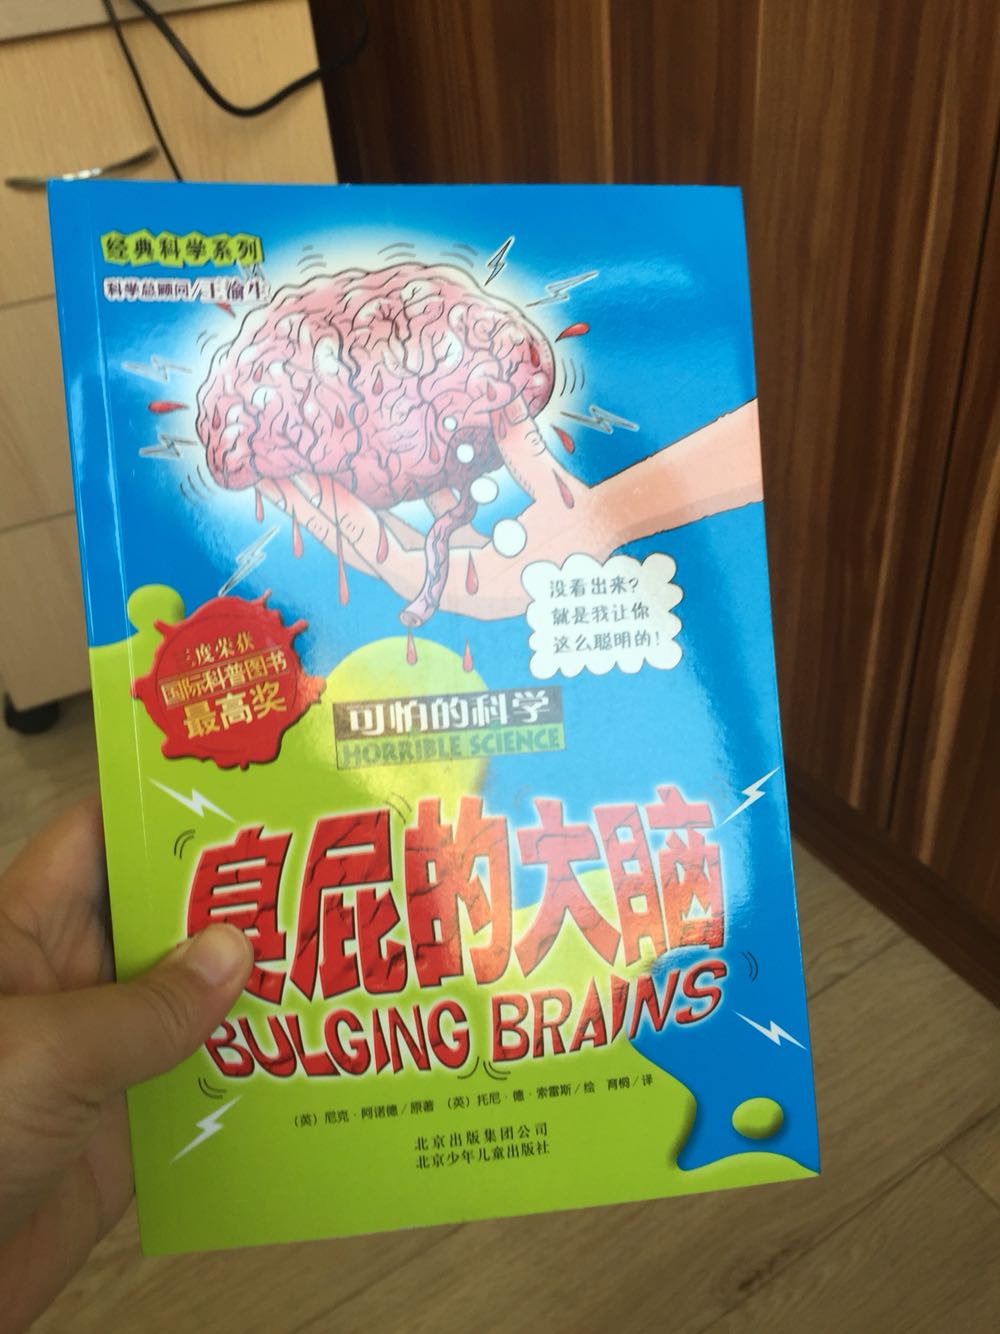 经典科学系列
科学总顾问/王渝生
没看出来?
就是我让你
这么聪明的!
三度荣获
国际科普图书
最高奖
可怕的科学
HORRIBLE SCIENCE
臭屁的大脑
BULGING BRAINS
(英)尼克·阿诺德/原著 (英)托尼·德·索雷斯/绘 育桐/译
北京出版集团公司
北京少年儿童出版社